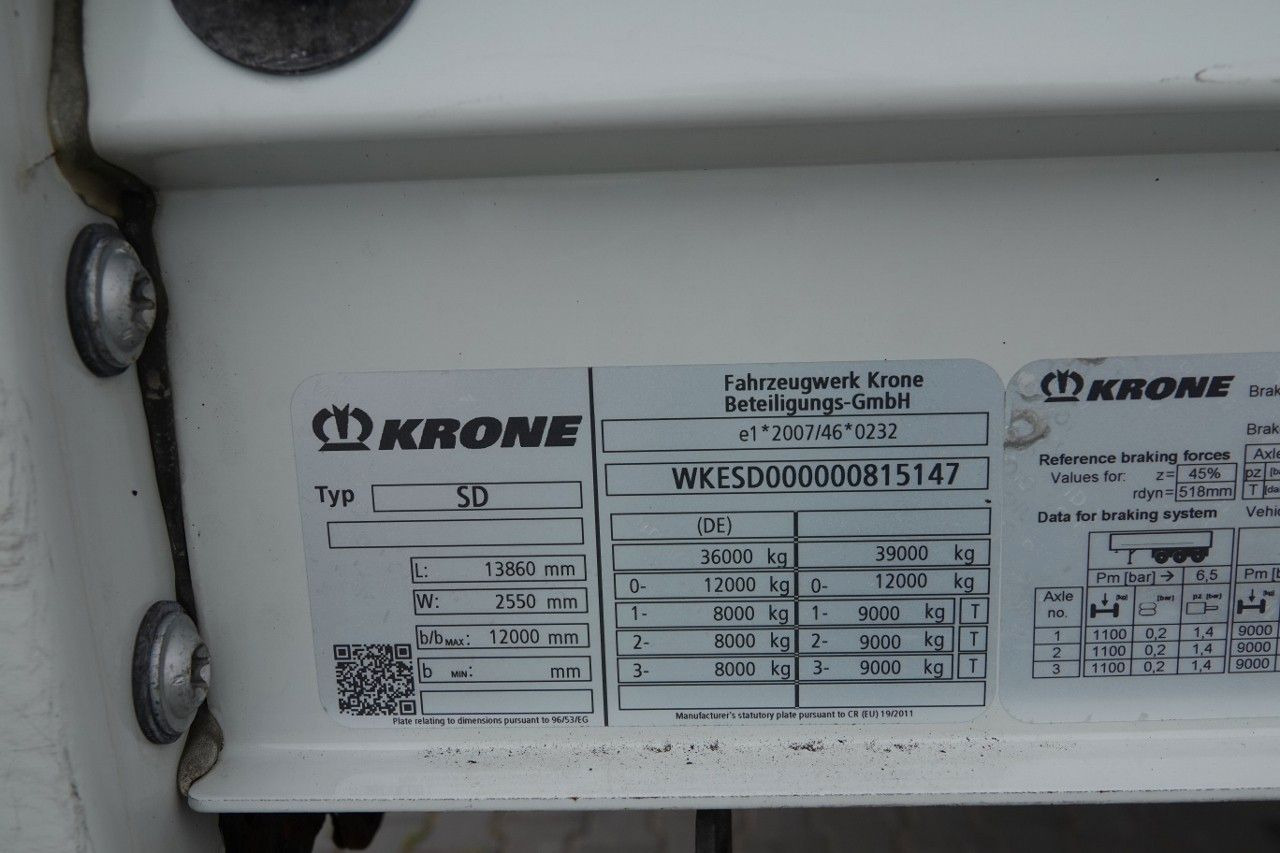 KRONE
Typ SD
L: 13860 mm
W: 2550 mm
b/b MAX: 12000 mm
b MIN: mm
Plate relating to dimensions pursuant to 96/53/EG
Fahrzeugwerk Krone
Beteiligungs-GmbH
e1*2007/46*0232
WKESD000000815147
(DE)
36000 kg 39000 kg
0- 12000 kg 0- 12000 kg
1- 8000 kg 1- 9000 kg T
2- 8000 kg 2- 9000 kg T
3- 8000 kg 3- 9000 kg T
Manufacturer's statutory plate pursuant to CR (EU) 19/2011
KRONE
Reference braking forces
Values for: z= 45%
rdyn= 518mm
Data for braking system
Pm [bar] → 6,5
Axle no. [kg] [bar] pz [bar]
1 1100 0,2 1,4 9000
2 1100 0,2 1,4 9000
3 1100 0,2 1,4 9000